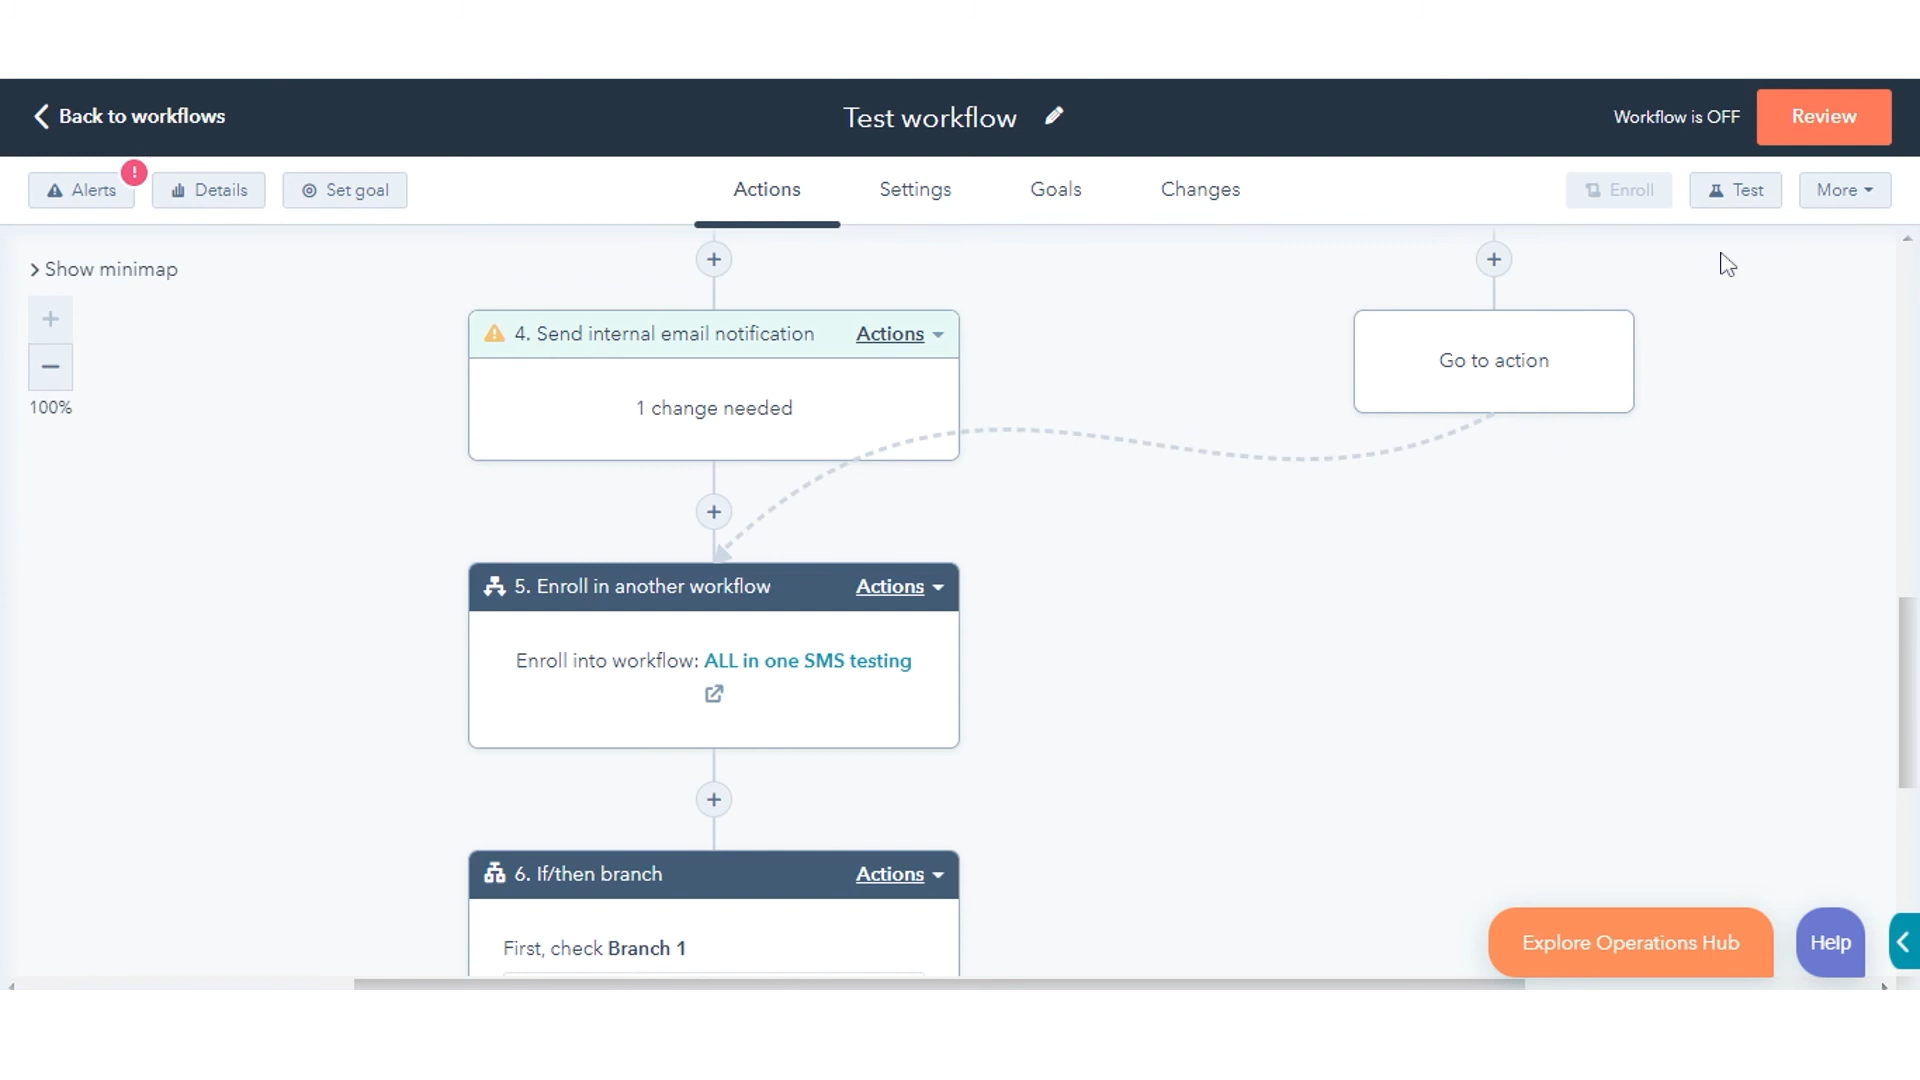 Back to workflows
Test workflow
Workflow is OFF
Review
Alerts
!
Details
Set goal
Actions
Settings
Goals
Changes
Enroll
Test
More
Show minimap
100%
4. Send internal email notification
Actions
1 change needed
Go to action
5. Enroll in another workflow
Actions
Enroll into workflow: ALL in one SMS testing
6. If/then branch
Actions
First, check Branch 1
Explore Operations Hub
Help